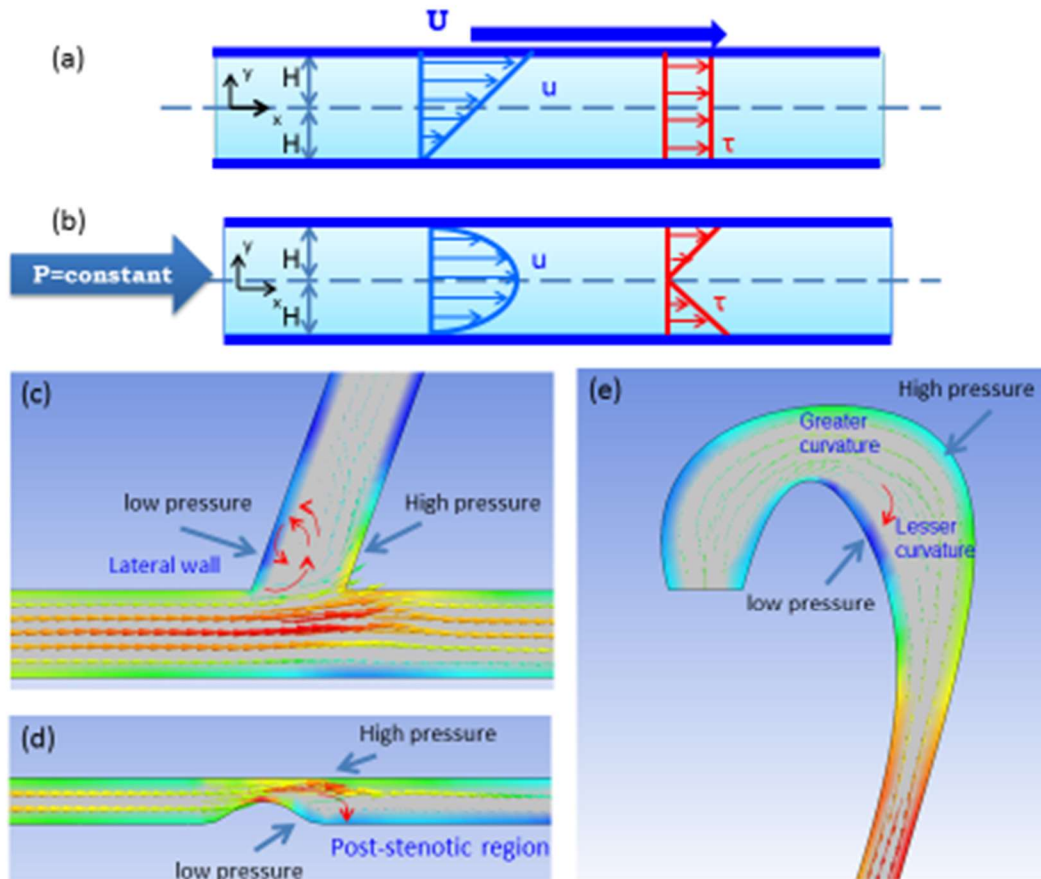 U
(a)
H
y
x
H
u
τ
(b)
P=constant
H
y
x
H
u
τ
(c)
low pressure
High pressure
Lateral wall
(d)
High pressure
low pressure
Post-stenotic region
(e)
High pressure
Greater
curvature
Lesser
curvature
low pressure